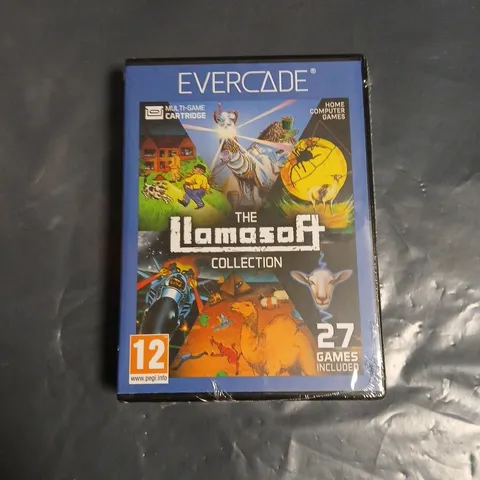 EVERCADE®
MULTI-GAME
CARTRIDGE
HOME
COMPUTER
GAMES
THE
llamasoft
COLLECTION
12
www.pegi.info
27
GAMES
INCLUDED